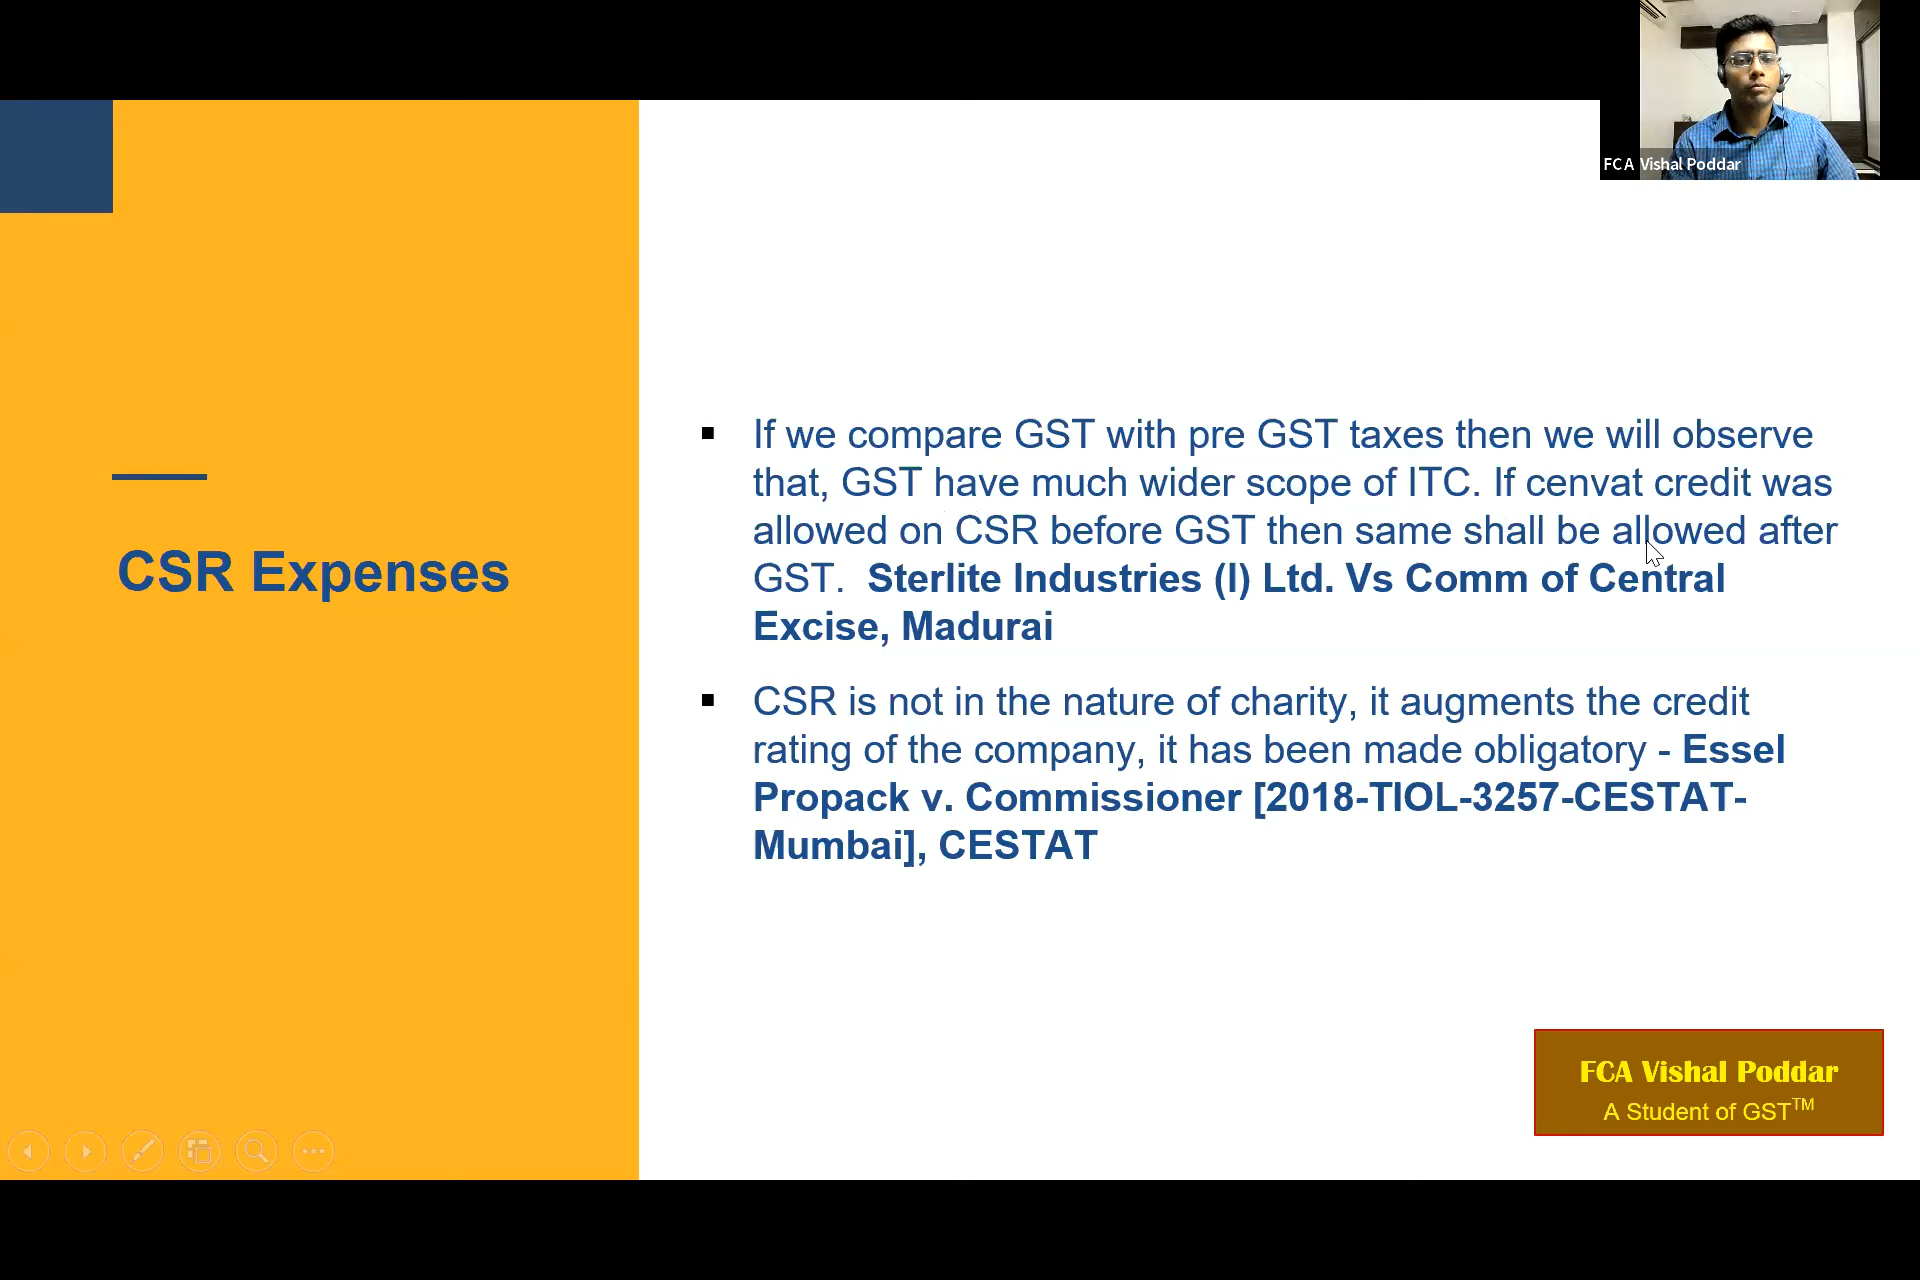 FCA Vishal Poddar
CSR Expenses
▪ If we compare GST with pre GST taxes then we will observe
that, GST have much wider scope of ITC. If cenvat credit was
allowed on CSR before GST then same shall be allowed after
GST. Sterlite Industries (I) Ltd. Vs Comm of Central
Excise, Madurai
▪ CSR is not in the nature of charity, it augments the credit
rating of the company, it has been made obligatory - Essel
Propack v. Commissioner [2018-TIOL-3257-CESTAT-
Mumbai], CESTAT
FCA Vishal Poddar
A Student of GST™